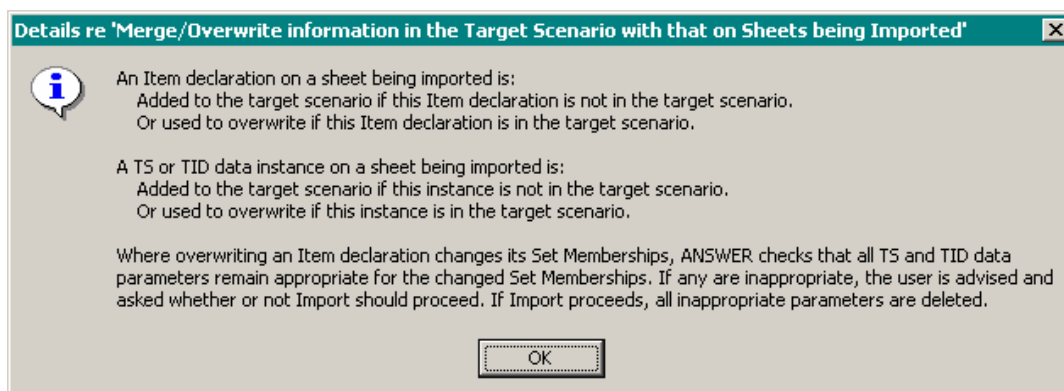 Details re 'Merge/Overwrite information in the Target Scenario with that on Sheets being Imported'
An Item declaration on a sheet being imported is:
Added to the target scenario if this Item declaration is not in the target scenario.
Or used to overwrite if this Item declaration is in the target scenario.
A TS or TID data instance on a sheet being imported is:
Added to the target scenario if this instance is not in the target scenario.
Or used to overwrite if this instance is in the target scenario.
Where overwriting an Item declaration changes its Set Memberships, ANSWER checks that all TS and TID data
parameters remain appropriate for the changed Set Memberships. If any are inappropriate, the user is advised and
asked whether or not Import should proceed. If Import proceeds, all inappropriate parameters are deleted.
OK